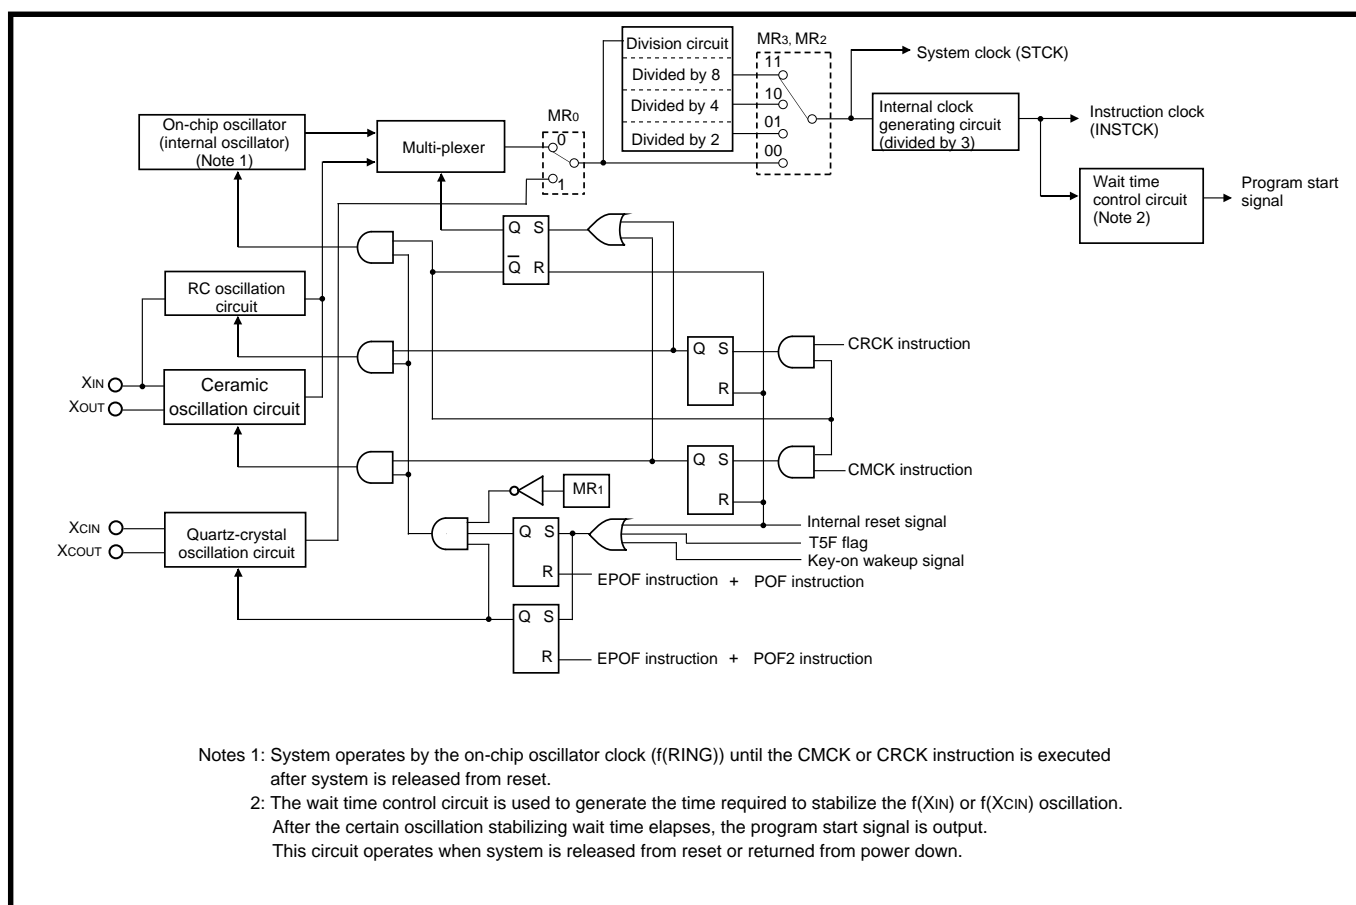 Division circuit
MR3, MR2
Divided by 8
11
System clock (STCK)
Divided by 4
10
On-chip oscillator
(internal oscillator)
(Note 1)
Multi-plexer
MR0
0
1
Divided by 2
01
00
Internal clock
generating circuit
(divided by 3)
Instruction clock
(INSTCK)
Wait time
control circuit
(Note 2)
Program start
signal
Q S
Q R
RC oscillation
circuit
Q S
R
CRCK instruction
XIN
XOUT
Ceramic
oscillation circuit
Q S
R
CMCK instruction
MR1
XCIN
XCOUT
Quartz-crystal
oscillation circuit
Q S
R
Internal reset signal
T5F flag
Key-on wakeup signal
EPOF instruction + POF instruction
Q S
R
EPOF instruction + POF2 instruction
Notes 1: System operates by the on-chip oscillator clock (f(RING)) until the CMCK or CRCK instruction is executed
after system is released from reset.
2: The wait time control circuit is used to generate the time required to stabilize the f(XIN) or f(XCIN) oscillation.
After the certain oscillation stabilizing wait time elapses, the program start signal is output.
This circuit operates when system is released from reset or returned from power down.